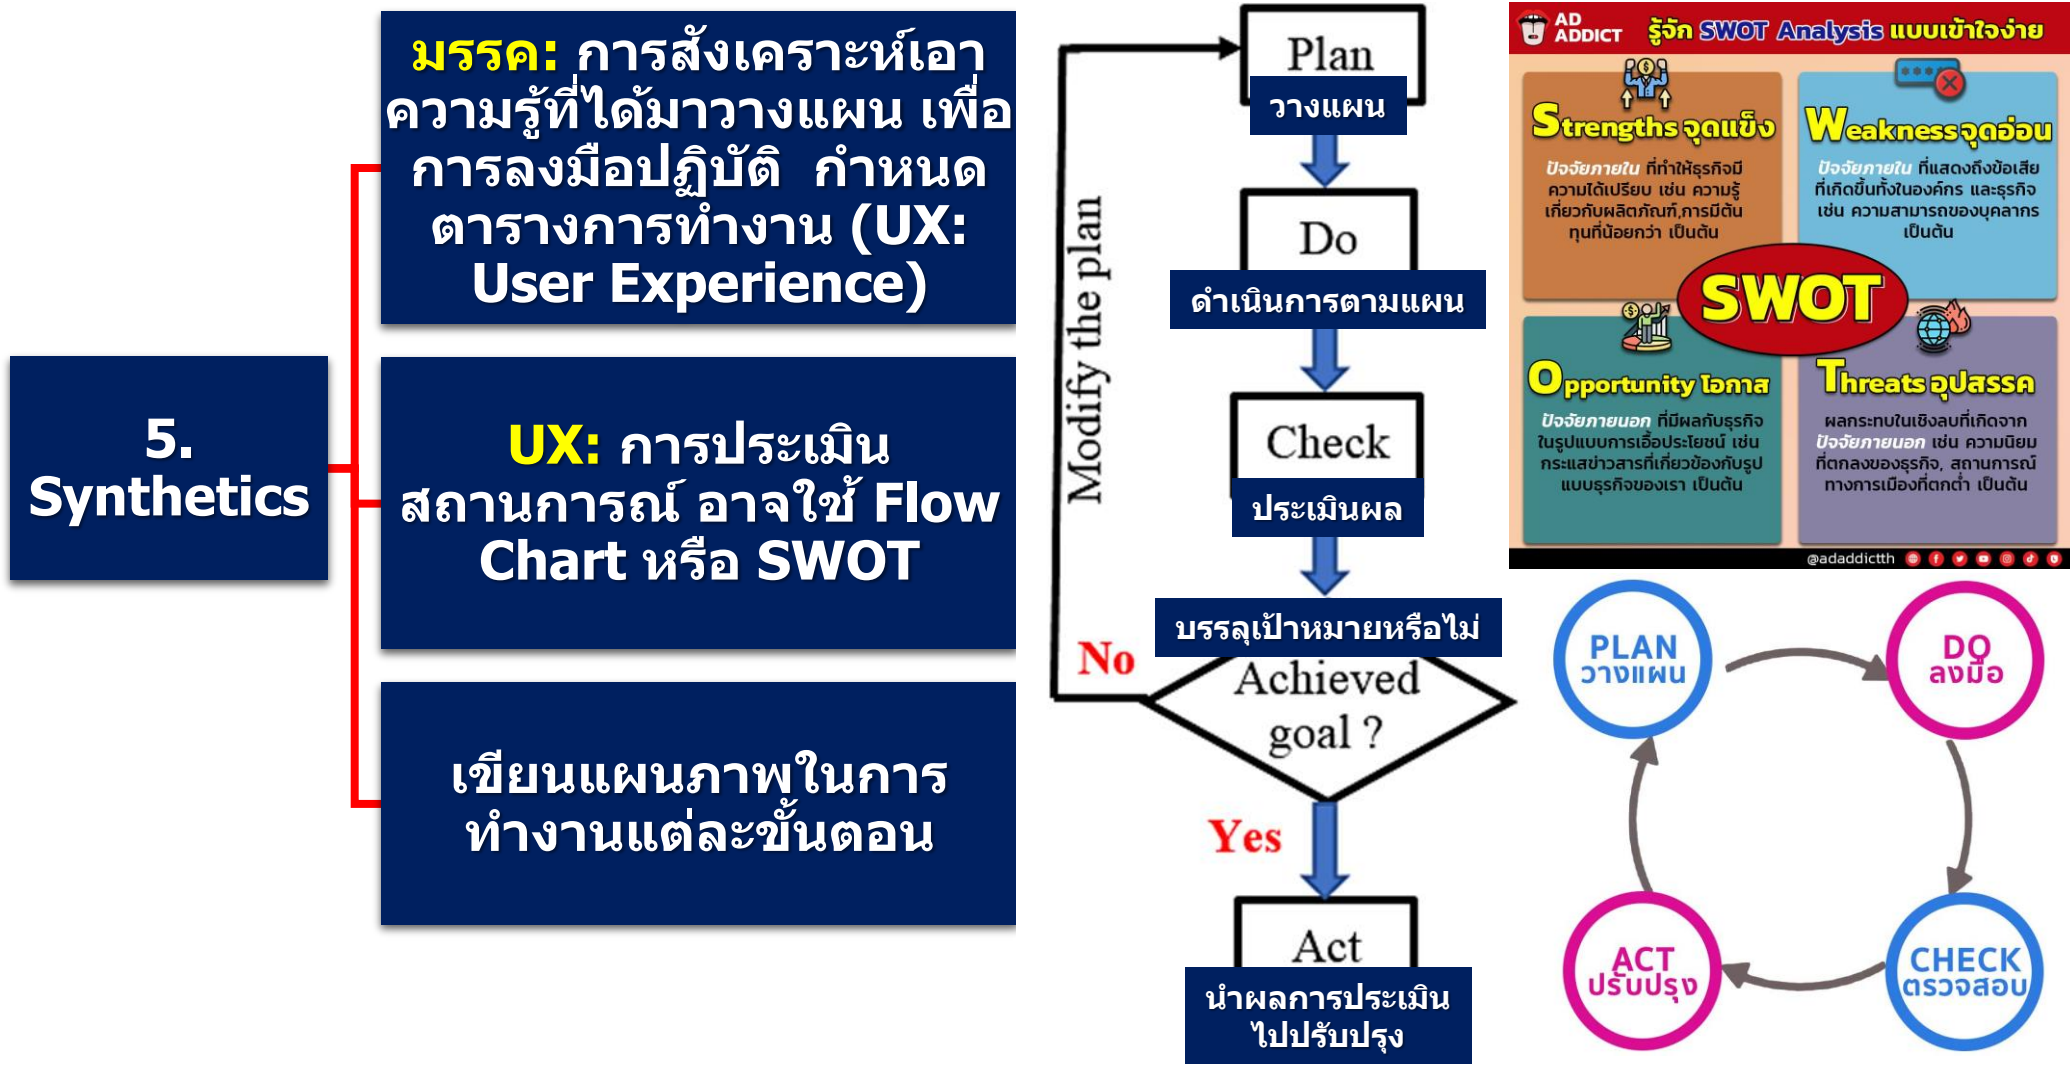 5.
Synthetics
มรรค: การสังเคราะห์เอา
ความรู้ที่ได้มาวางแผน เพื่อ
การลงมือปฏิบัติ  กำหนด
ตารางการทำงาน (UX:
User Experience)
UX: การประเมิน
สถานการณ์ อาจใช้ Flow
Chart หรือ SWOT
เขียนแผนภาพในการ
ทำงานแต่ละขั้นตอน
Plan
วางแผน
Do
ดำเนินการตามแผน
Check
ประเมินผล
บรรลุเป้าหมายหรือไม่
Achieved
goal ?
No
Modify the plan
Yes
Act
นำผลการประเมิน
ไปปรับปรุง
AD
ADDICT
รู้จัก SWOT Analysis แบบเข้าใจง่าย
Strengths จุดแข็ง
ปัจจัยภายใน ที่ทำให้ธุรกิจมี
ความได้เปรียบ เช่น ความรู้
เกี่ยวกับผลิตภัณฑ์,การมีต้น
ทุนที่น้อยกว่า เป็นต้น
Weakness จุดอ่อน
ปัจจัยภายใน ที่แสดงถึงข้อเสีย
ที่เกิดขึ้นทั้งในองค์กร และธุรกิจ
เช่น ความสามารถของบุคลากร
เป็นต้น
SWOT
Opportunity โอกาส
ปัจจัยภายนอก ที่มีผลกับธุรกิจ
ในรูปแบบการเอื้อประโยชน์ เช่น
กระแสข่าวสารที่เกี่ยวข้องกับรูป
แบบธุรกิจของเรา เป็นต้น
Threats อุปสรรค
ผลกระทบในเชิงลบที่เกิดจาก
ปัจจัยภายนอก เช่น ความนิยม
ที่ตกลงของธุรกิจ, สถานการณ์
ทางการเมืองที่ตกต่ำ เป็นต้น
@adaddictth
PLAN
วางแผน
DO
ลงมือ
CHECK
ตรวจสอบ
ACT
ปรับปรุง